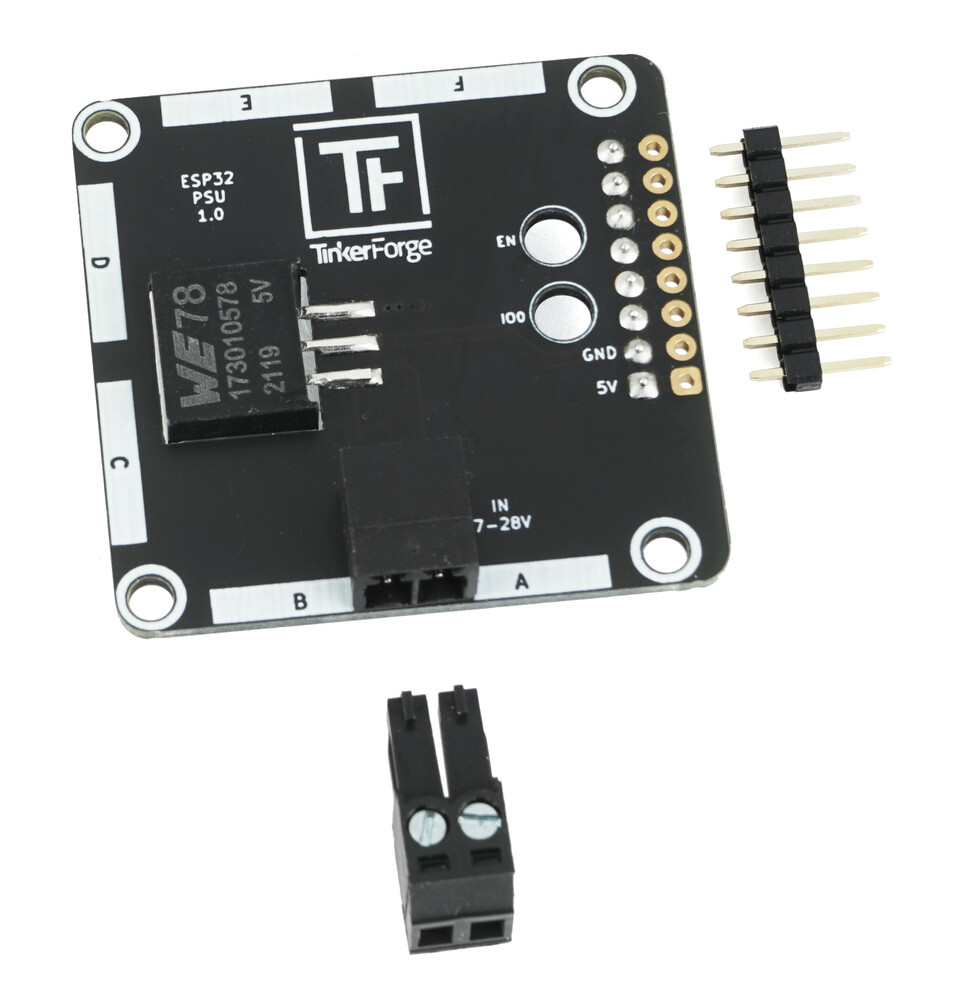 E
F
TF
TinkerForge
ESP32
PSU
1.0
D
EN
IO0
WE78
173010578
5V
2119
GND
5V
C
IN
7-28V
B
A